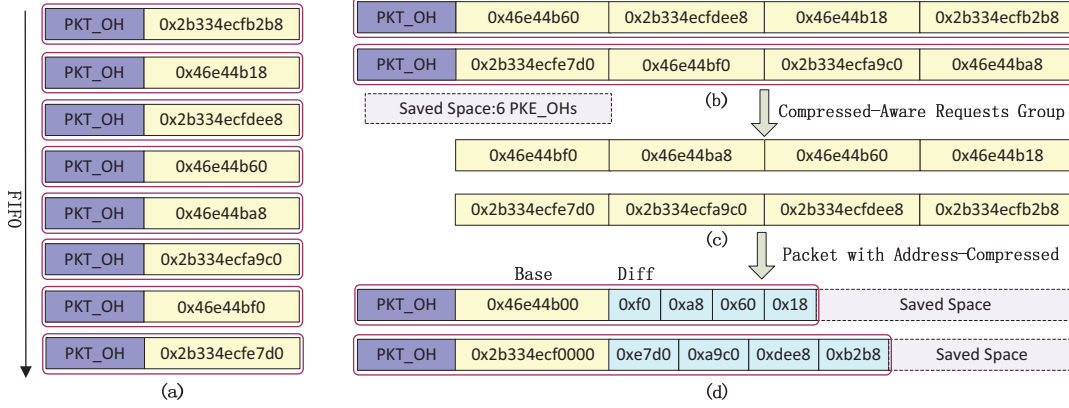 FIFO
PKT_OH 0x2b334ecfb2b8
PKT_OH 0x46e44b18
PKT_OH 0x2b334ecfdee8
PKT_OH 0x46e44b60
PKT_OH 0x46e44ba8
PKT_OH 0x2b334ecfa9c0
PKT_OH 0x46e44bf0
PKT_OH 0x2b334ecfe7d0
(a)
PKT_OH 0x46e44b60 0x2b334ecfdee8 0x46e44b18 0x2b334ecfb2b8
PKT_OH 0x2b334ecfe7d0 0x46e44bf0 0x2b334ecfa9c0 0x46e44ba8
(b)
Saved Space:6 PKE_OHs
Compressed-Aware Requests Group
0x46e44bf0 0x46e44ba8 0x46e44b60 0x46e44b18
0x2b334ecfe7d0 0x2b334ecfa9c0 0x2b334ecfdee8 0x2b334ecfb2b8
(c)
Packet with Address-Compressed
Base Diff
PKT_OH 0x46e44b00 0xf0 0xa8 0x60 0x18 Saved Space
PKT_OH 0x2b334ecf0000 0xe7d0 0xa9c0 0xdee8 0xb2b8 Saved Space
(d)